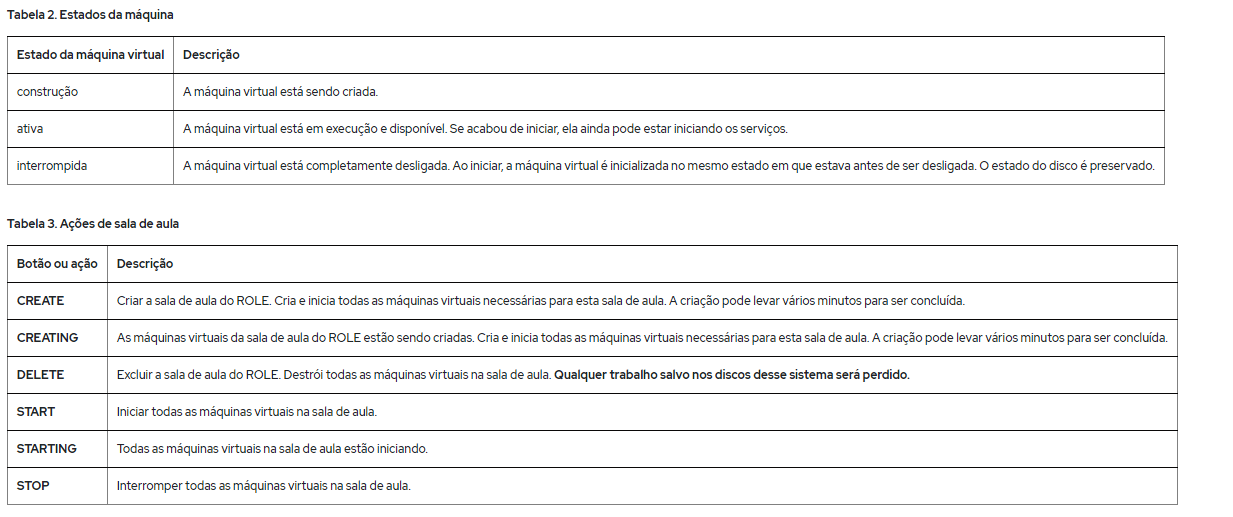 Tabela 2. Estados da máquina
Estado da máquina virtual Descrição
construção A máquina virtual está sendo criada.
ativa A máquina virtual está em execução e disponível. Se acabou de iniciar, ela ainda pode estar iniciando os serviços.
interrompida A máquina virtual está completamente desligada. Ao iniciar, a máquina virtual é inicializada no mesmo estado em que estava antes de ser desligada. O estado do disco é preservado.
Tabela 3. Ações de sala de aula
Botão ou ação Descrição
CREATE Criar a sala de aula do ROLE. Cria e inicia todas as máquinas virtuais necessárias para esta sala de aula. A criação pode levar vários minutos para ser concluída.
CREATING As máquinas virtuais da sala de aula do ROLE estão sendo criadas. Cria e inicia todas as máquinas virtuais necessárias para esta sala de aula. A criação pode levar vários minutos para ser concluída.
DELETE Excluir a sala de aula do ROLE. Destrói todas as máquinas virtuais na sala de aula. Qualquer trabalho salvo nos discos desse sistema será perdido.
START Iniciar todas as máquinas virtuais na sala de aula.
STARTING Todas as máquinas virtuais na sala de aula estão iniciando.
STOP Interromper todas as máquinas virtuais na sala de aula.